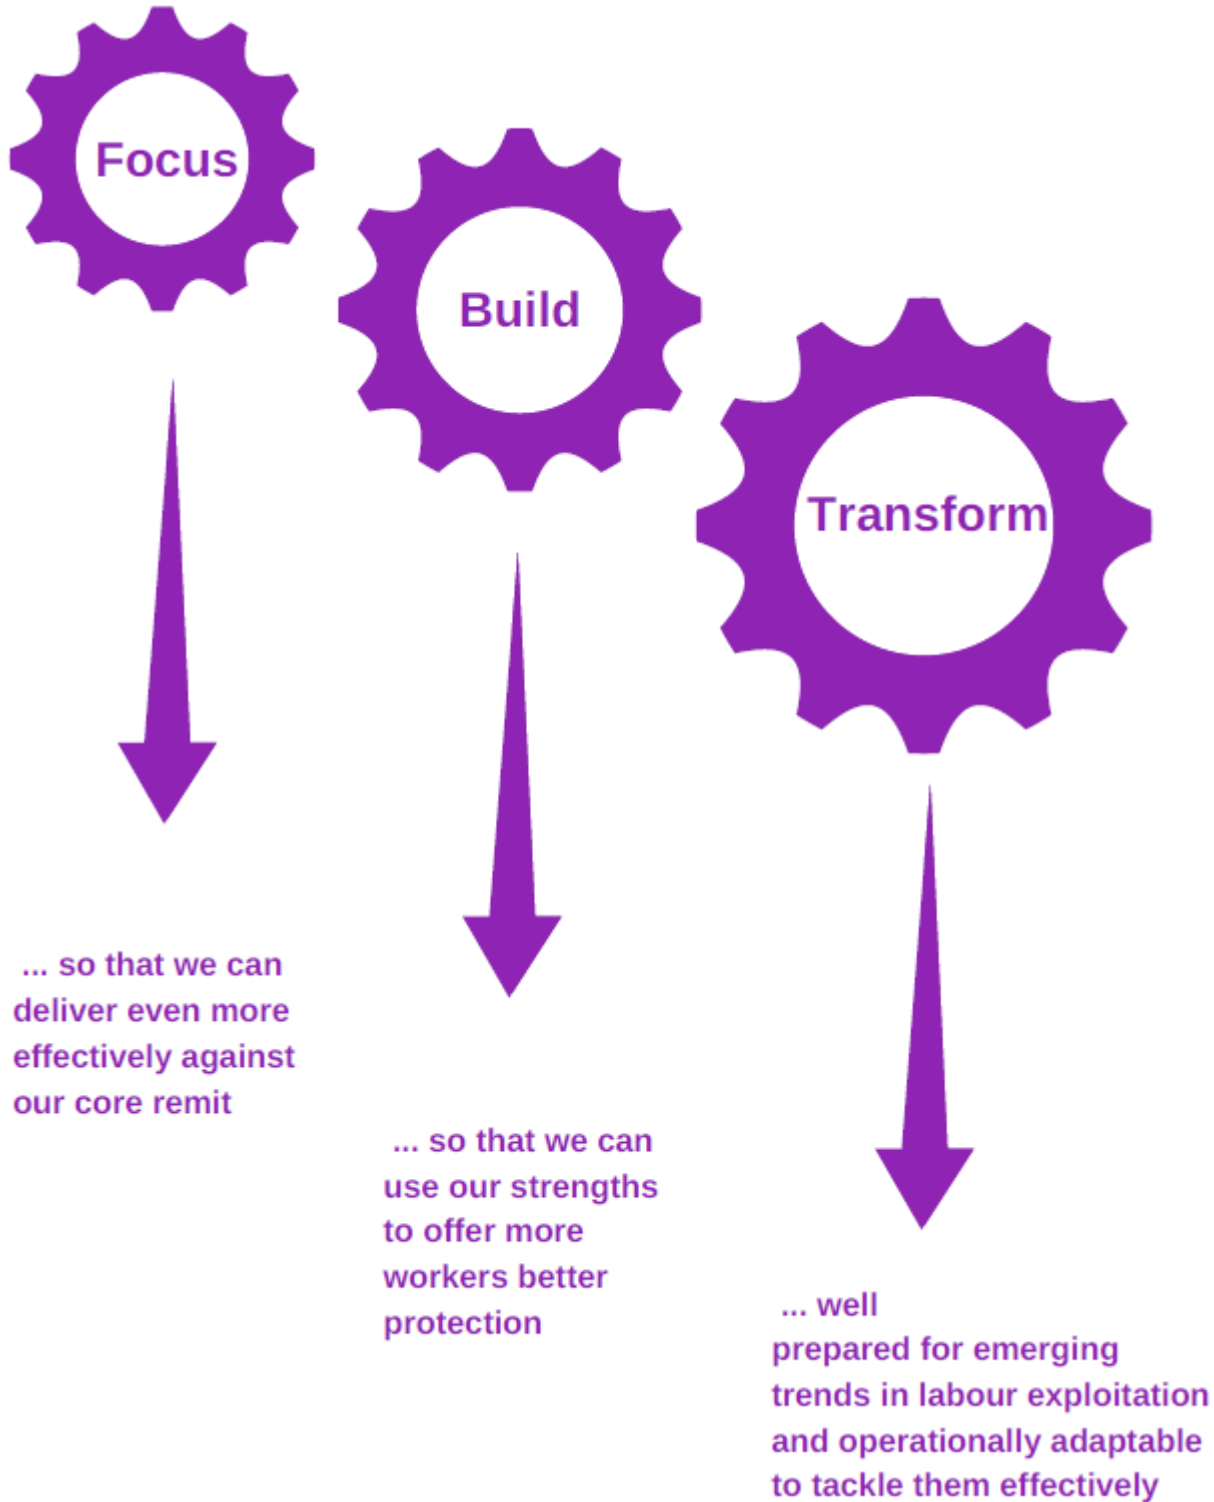 Focus
Build
Transform
... so that we can
deliver even more
effectively against
our core remit
... so that we can
use our strengths
to offer more
workers better
protection
... well
prepared for emerging
trends in labour exploitation
and operationally adaptable
to tackle them effectively